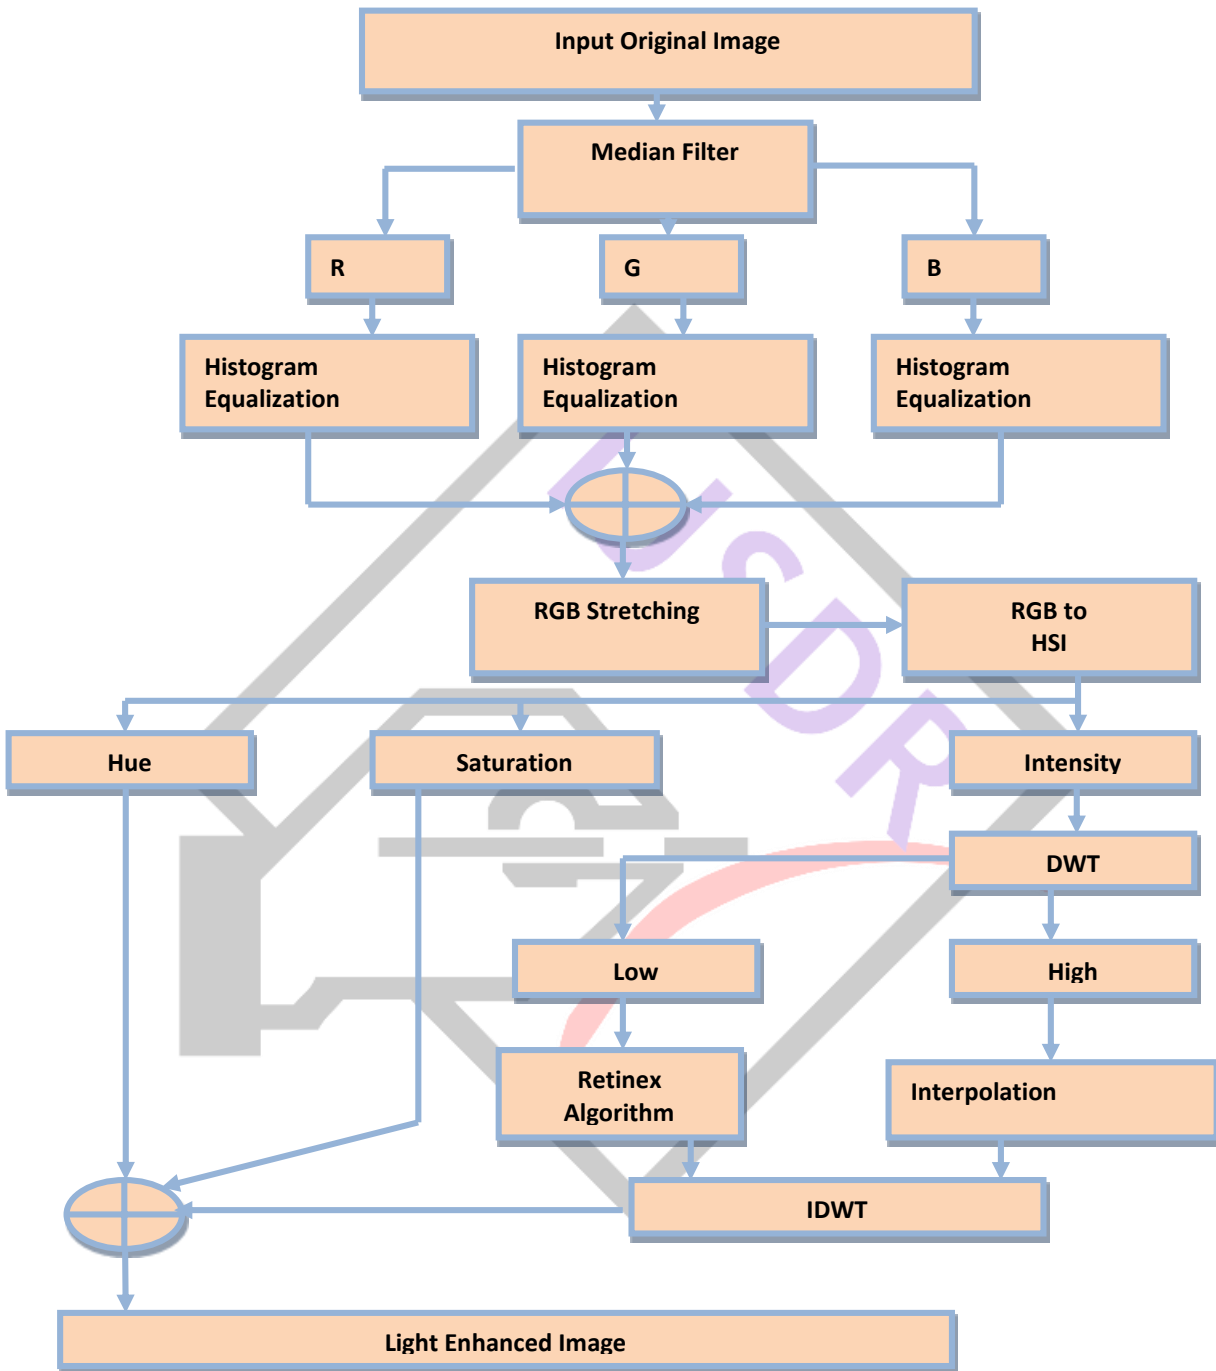 Input Original Image
Median Filter
R
G
B
Histogram
Equalization
Histogram
Equalization
Histogram
Equalization
IJSDR
RGB Stretching
RGB to
HSI
Hue
Saturation
Intensity
DWT
Low
High
Retinex
Algorithm
Interpolation
IDWT
Light Enhanced Image